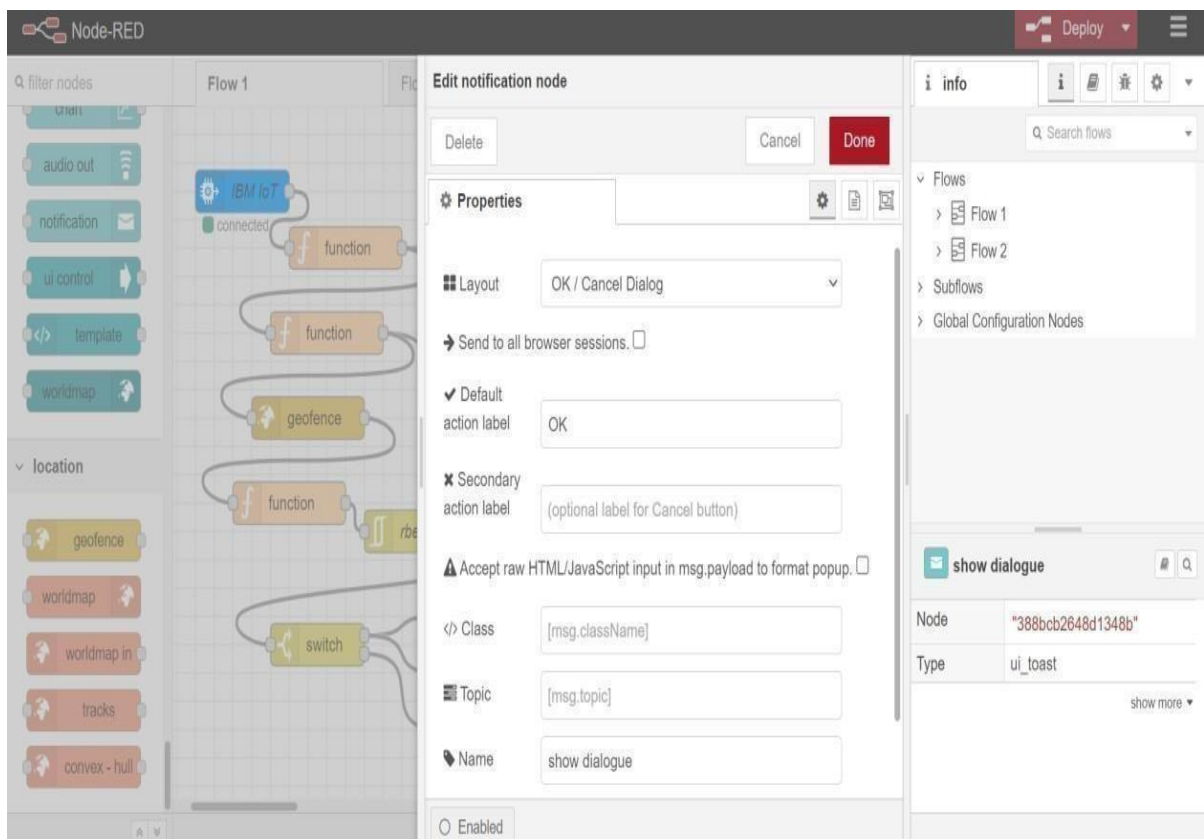 Node-RED
Deploy
filter nodes
chart
audio out
notification
ui control
template
worldmap
location
geofence
worldmap
worldmap in
tracks
convex - hull
Flow 1
Flo
IBM IoT
connected
function
function
geofence
function
rbe
switch
Edit notification node
Delete
Cancel
Done
Properties
Layout
OK / Cancel Dialog
Send to all browser sessions.
Default
action label
OK
Secondary
action label
(optional label for Cancel button)
Accept raw HTML/JavaScript input in msg.payload to format popup.
</> Class
[msg.className]
Topic
[msg.topic]
Name
show dialogue
Enabled
i info
i
Search flows
Flows
Flow 1
Flow 2
Subflows
Global Configuration Nodes
show dialogue
Node
"388bcb2648d1348b"
Type
ui_toast
show more